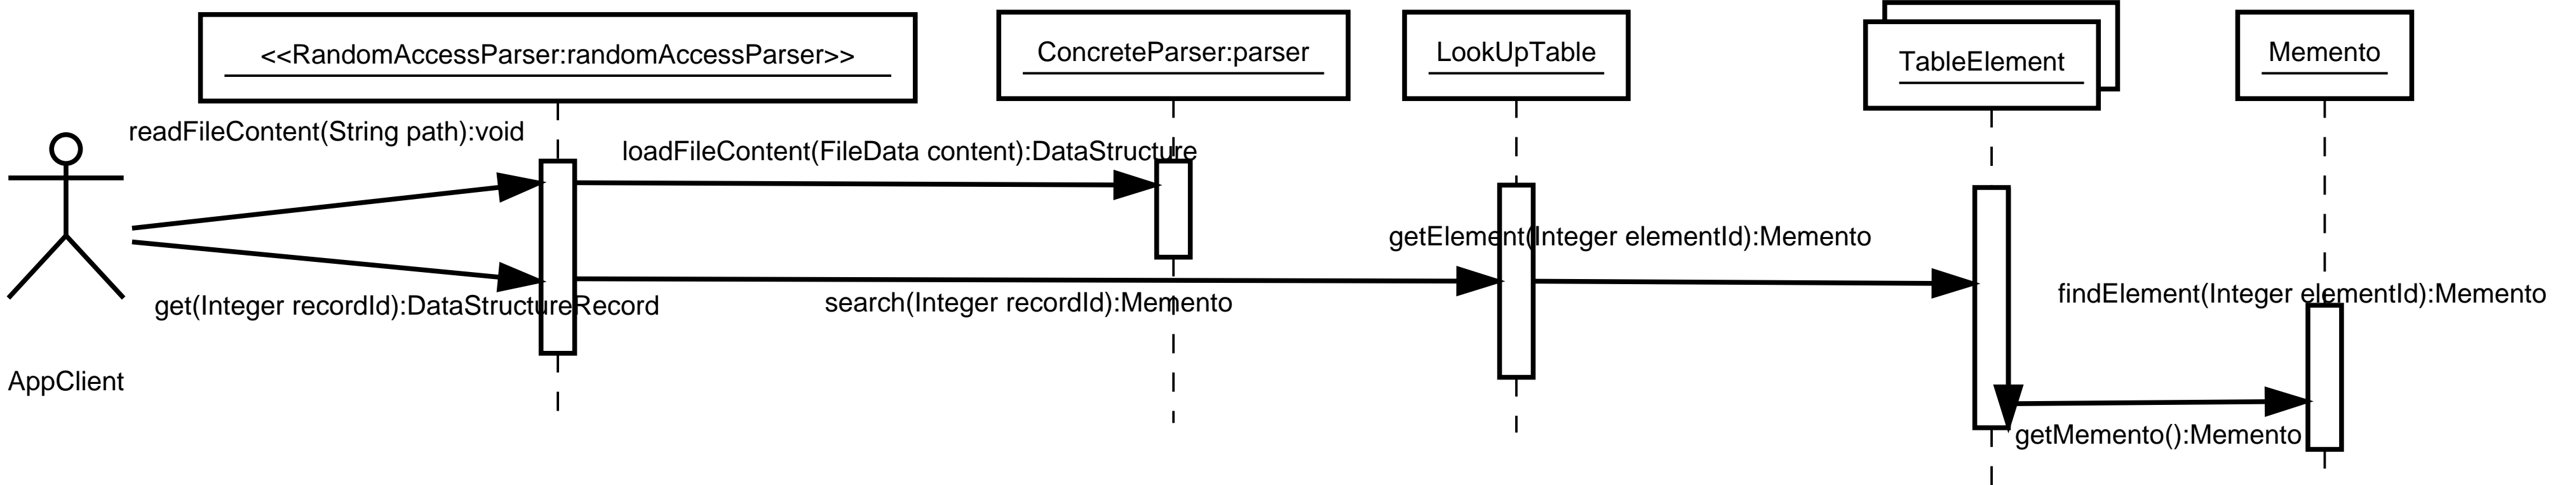 <<RandomAccessParser:randomAccessParser>>
ConcreteParser:parser
LookUpTable
TableElement
Memento
readFileContent(String path):void
loadFileContent(FileData content):DataStructure
getElement(Integer elementId):Memento
findElement(Integer elementId):Memento
get(Integer recordId):DataStructureRecord
search(Integer recordId):Memento
AppClient
getMemento():Memento